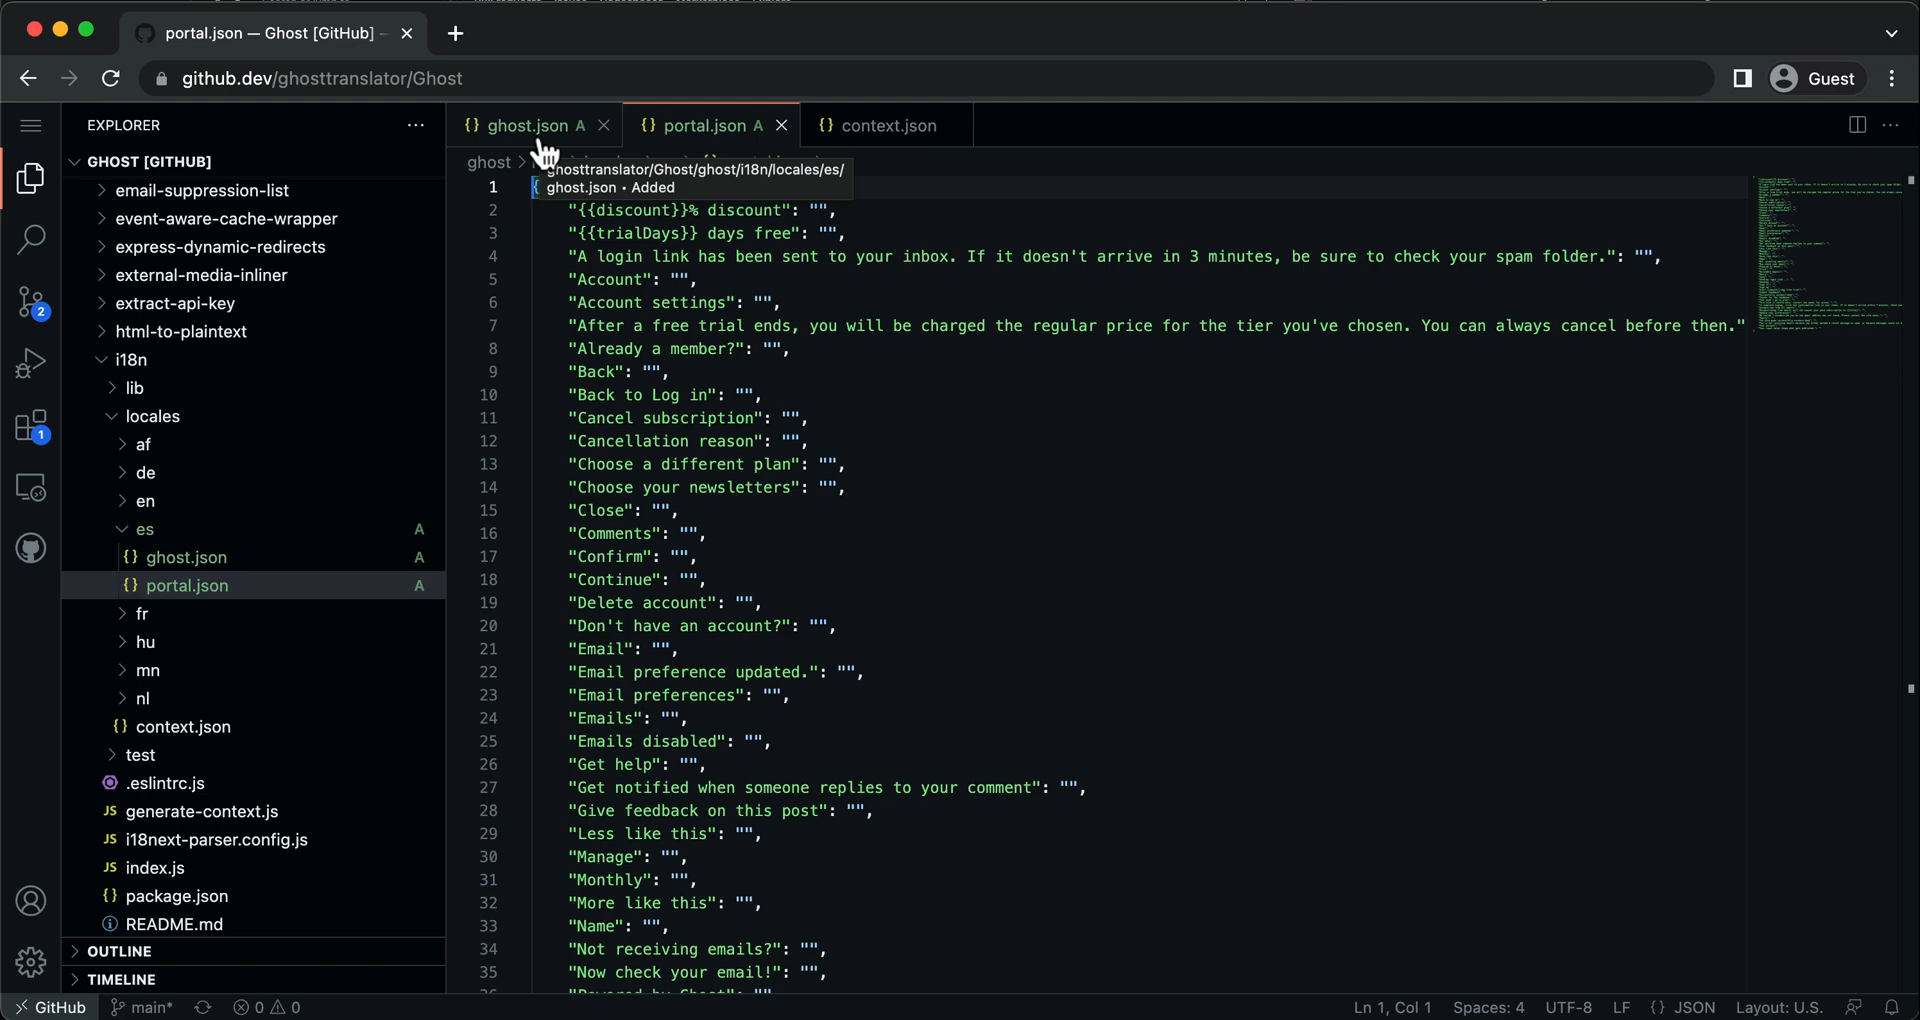 portal.json — Ghost [GitHub] -
github.dev/ghosttranslator/Ghost
Guest
EXPLORER
GHOST [GITHUB]
email-suppression-list
event-aware-cache-wrapper
express-dynamic-redirects
external-media-inliner
extract-api-key
html-to-plaintext
i18n
lib
locales
af
de
en
es A
{} ghost.json A
{} portal.json A
fr
hu
mn
nl
{} context.json
test
.eslintrc.js
JS generate-context.js
JS i18next-parser.config.js
JS index.js
{} package.json
README.md
OUTLINE
TIMELINE
2
1
{} ghost.json A
{} portal.json A
{} context.json
ghost >
ghosttranslator/Ghost/ghost/i18n/locales/es/
ghost.json • Added
1 {
2 "{{discount}}% discount": "",
3 "{{trialDays}} days free": "",
4 "A login link has been sent to your inbox. If it doesn't arrive in 3 minutes, be sure to check your spam folder.": "",
5 "Account": "",
6 "Account settings": "",
7 "After a free trial ends, you will be charged the regular price for the tier you've chosen. You can always cancel before then."
8 "Already a member?": "",
9 "Back": "",
10 "Back to Log in": "",
11 "Cancel subscription": "",
12 "Cancellation reason": "",
13 "Choose a different plan": "",
14 "Choose your newsletters": "",
15 "Close": "",
16 "Comments": "",
17 "Confirm": "",
18 "Continue": "",
19 "Delete account": "",
20 "Don't have an account?": "",
21 "Email": "",
22 "Email preference updated.": "",
23 "Email preferences": "",
24 "Emails": "",
25 "Emails disabled": "",
26 "Get help": "",
27 "Get notified when someone replies to your comment": "",
28 "Give feedback on this post": "",
29 "Less like this": "",
30 "Manage": "",
31 "Monthly": "",
32 "More like this": "",
33 "Name": "",
34 "Not receiving emails?": "",
35 "Now check your email!": "",
GitHub main* 0 0
Ln 1, Col 1 Spaces: 4 UTF-8 LF {} JSON Layout: U.S.